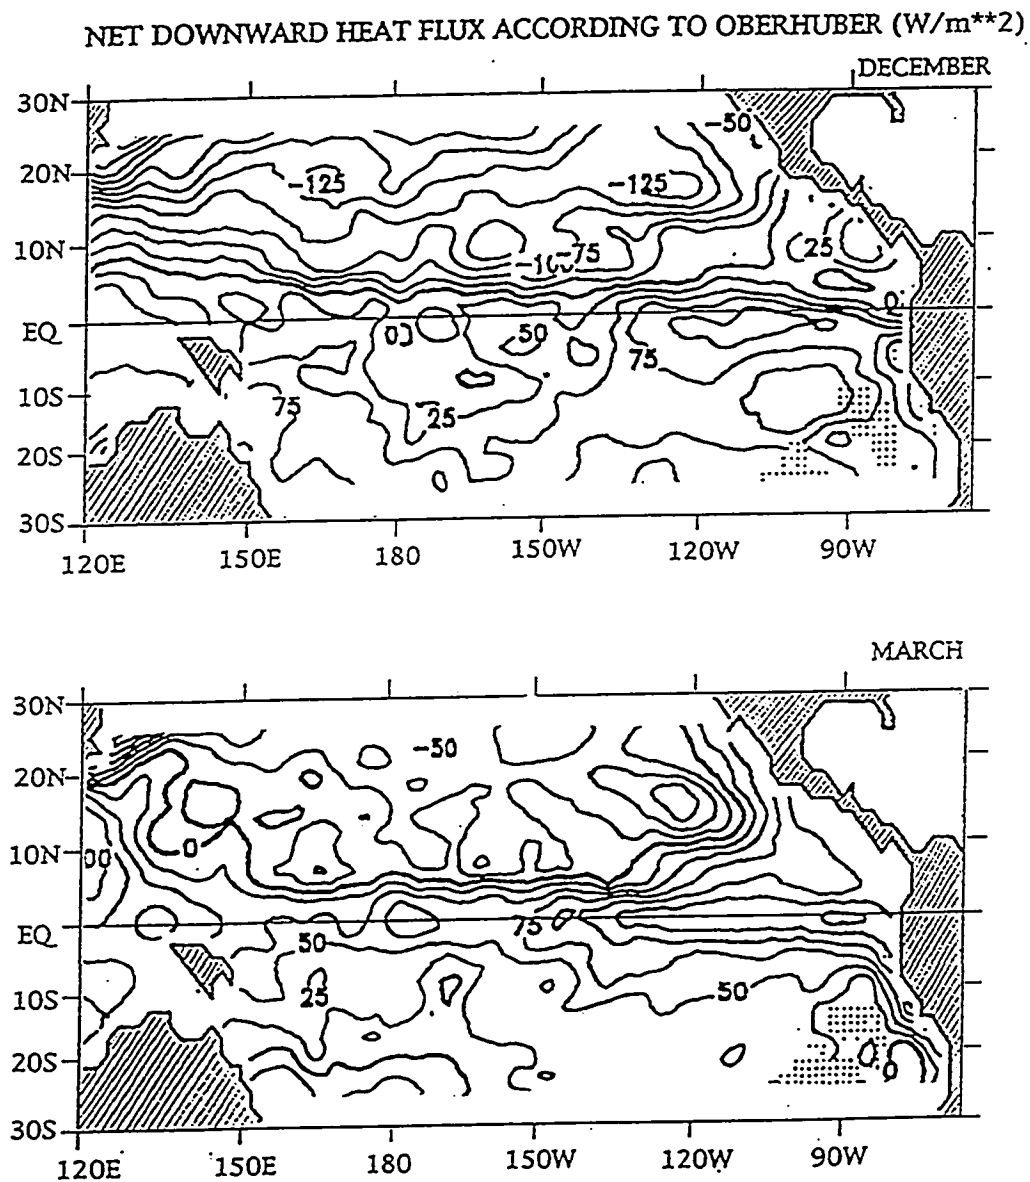 NET DOWNWARD HEAT FLUX ACCORDING TO OBERHUBER (W/m**2)
DECEMBER
30N
-50
20N
-125
-125
10N
25
-75
0
EQ
50
75
10S
75
25
20S
30S
120E 150E 180 150W 120W 90W
MARCH
30N
-50
20N
0
10N
EQ
75
50
10S
25
50
20S
0
30S
120E 150E 180 150W 120W 90W